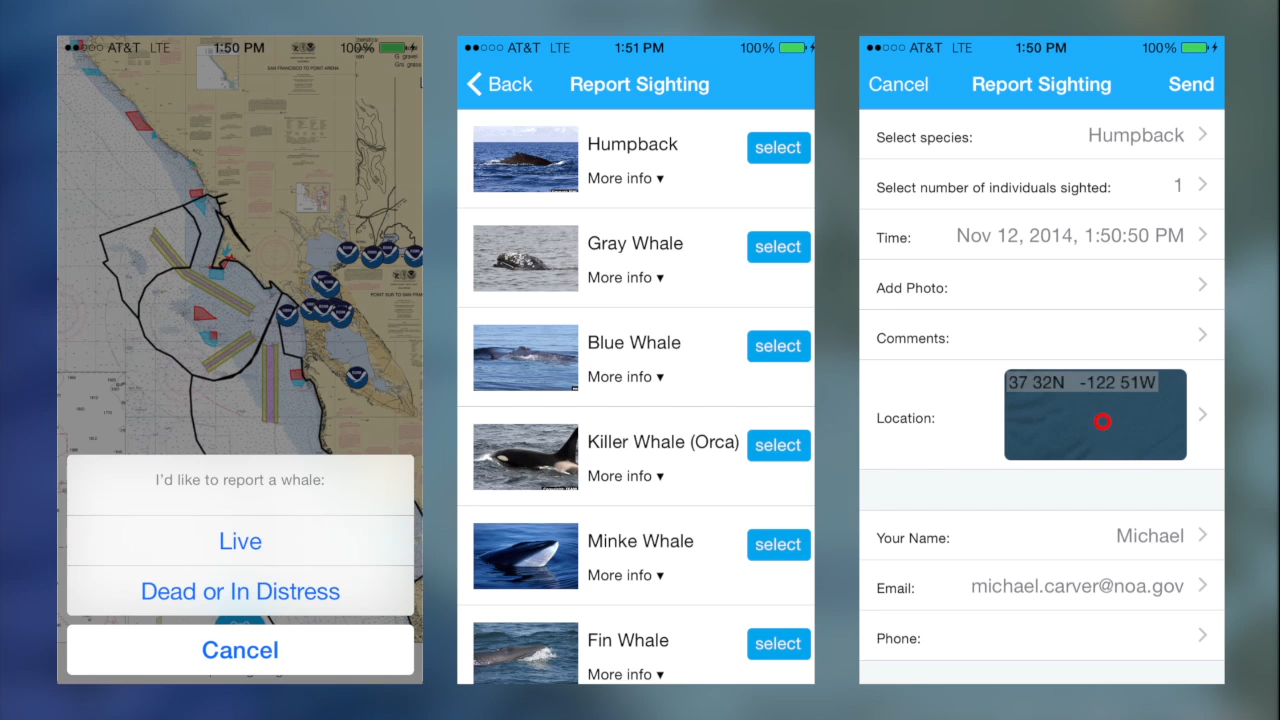 AT&T LTE 1:50 PM 100%
SAN FRANCISCO TO POINT ARENA
I'd like to report a whale:
Live
Dead or In Distress
Cancel
AT&T LTE 1:51 PM 100%
Back Report Sighting
Humpback
select
More info ▾
Gray Whale
select
More info ▾
Blue Whale
select
More info ▾
Killer Whale (Orca)
select
More info ▾
Minke Whale
select
More info ▾
Fin Whale
select
More info ▾
AT&T LTE 1:50 PM 100%
Cancel Report Sighting Send
Select species: Humpback
Select number of individuals sighted: 1
Time: Nov 12, 2014, 1:50:50 PM
Add Photo:
Comments:
37 32N -122 51W
Location:
Your Name: Michael
Email: michael.carver@noa.gov
Phone: